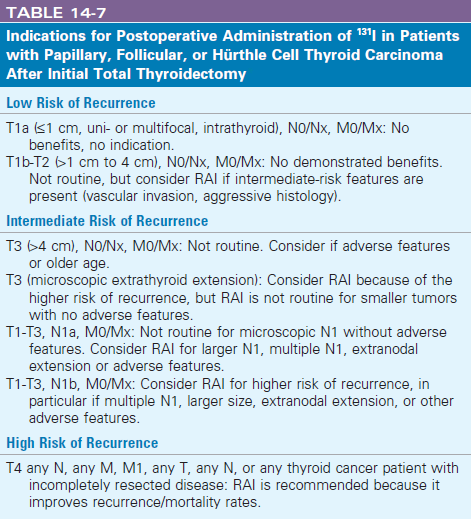 TABLE 14-7
Indications for Postoperative Administration of ¹³¹I in Patients
with Papillary, Follicular, or Hürthle Cell Thyroid Carcinoma
After Initial Total Thyroidectomy
Low Risk of Recurrence
T1a (≤1 cm, uni- or multifocal, intrathyroid), N0/Nx, M0/Mx: No
benefits, no indication.
T1b-T2 (>1 cm to 4 cm), N0/Nx, M0/Mx: No demonstrated benefits.
Not routine, but consider RAI if intermediate-risk features are
present (vascular invasion, aggressive histology).
Intermediate Risk of Recurrence
T3 (>4 cm), N0/Nx, M0/Mx: Not routine. Consider if adverse features
or older age.
T3 (microscopic extrathyroid extension): Consider RAI because of the
higher risk of recurrence, but RAI is not routine for smaller tumors
with no adverse features.
T1-T3, N1a, M0/Mx: Not routine for microscopic N1 without adverse
features. Consider RAI for larger N1, multiple N1, extranodal
extension or adverse features.
T1-T3, N1b, M0/Mx: Consider RAI for higher risk of recurrence, in
particular if multiple N1, larger size, extranodal extension, or other
adverse features.
High Risk of Recurrence
T4 any N, any M, M1, any T, any N, or any thyroid cancer patient with
incompletely resected disease: RAI is recommended because it
improves recurrence/mortality rates.